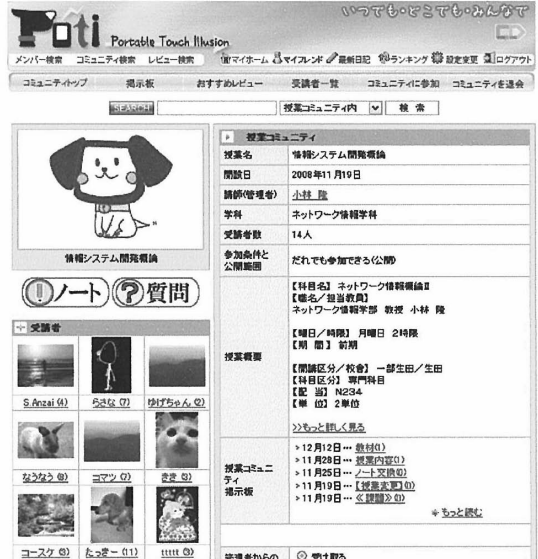 いつでも・どこでも・みんなで
Poti Portable Touch Illusion
メンバー検索 コミュニティ検索 レビュー検索 マイホーム マイフレンド 最新日記 ランキング 設定変更 ログアウト
コミュニティトップ 掲示板 おすすめレビュー 受講者一覧 コミュニティに参加 コミュニティを退会
SEARCH 授業コミュニティ内 検 索
情報システム開発概論
ノート 質問
受講者
S.Anzai (4) らさな (7) ゆげちゃん (2)
なうなう (8) コマツ (7) きき (3)
コースケ (6) たっきー (11) ttttt (3)
授業コミュニティ
授業名 情報システム開発概論
開設日 2008年11月19日
講師(管理者) 小林 隆
学科 ネットワーク情報学科
受講者数 14人
参加条件と
公開範囲 だれでも参加できる(公開)
授業概要
【科目名】 ネットワーク情報概論Ⅱ
【職名/担当教員】
ネットワーク情報学部 教授 小林 隆
【曜日/時限】 月曜日 2時限
【期 間】 前期
【開講区分/校舎】 一部生田/生田
【科目区分】 専門科目
【配 当】 N234
【単 位】 2単位
>>もっと詳しく見る
授業コミュニ
ティ
掲示板
>12月12日… 教材(1)
>11月28日… 授業内容(1)
>11月25日… ノート交換(0)
>11月19日… 【授業変更】(0)
>11月19日… ≪課題≫(0)
もっと読む
管理者からの 受け取る